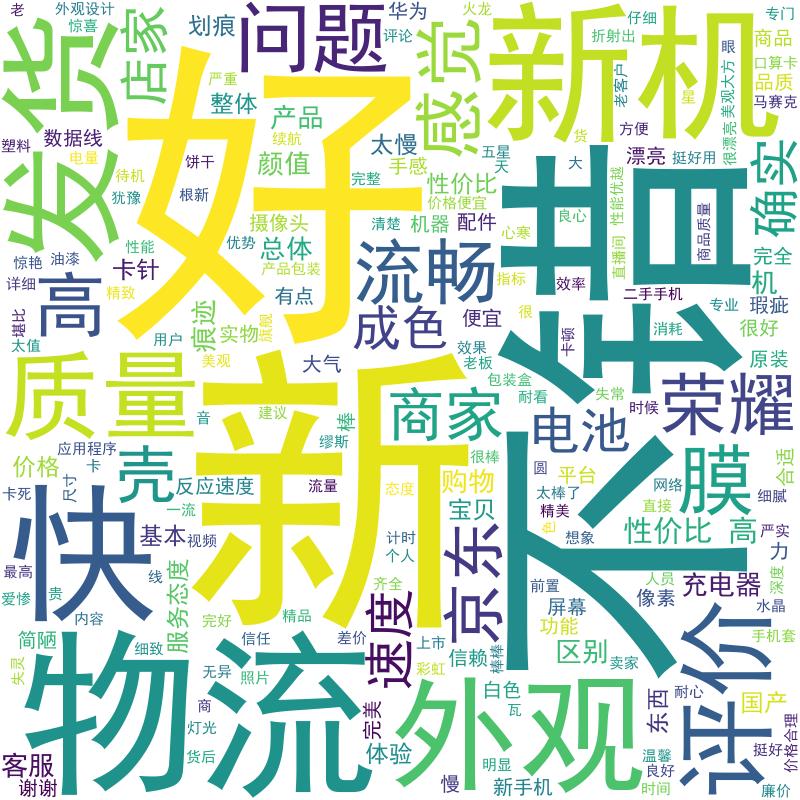 老
外观设计
惊喜
发货
店家
划痕
问题
华为
评论
感觉
火龙
折射出
仔细
新机
老客户
星
很漂亮
美观大方
眼
专门
商品
口算卡
品质
马赛克
好
严重
整体
产品
续航
太慢
手感
五星
天
货
方便
大
漂亮
挺好用
塑料
数据线
电量
待机
犹豫
饼干
根新
颜值
完整
性价比
价格便宜
不错
确实
惊艳
油漆
性能
优势
摄像头
总体
产品包装
清楚
机器
配件
心寒
良心
性能优越
直播间
商品质量
完全
机
详细
精致
卡针
高
有点
流畅
指标
效率
二手手机
专业
瑕疵
堪比
太值
用户
痕迹
实物
旗舰
成色
便宜
很
卡顿
消耗
很好
美观
大气
效果
老板
包装盒
耐看
失常
原装
质量
新
音
建议
缪斯
棒
商家
很棒
电池
时候
荣耀
价格
应用程序
卡
卡死
尺寸
壳
反应速度
流量
态度
购物
宝贝
圆
平台
太棒了
精美
网络
直接
膜
细腻
合适
一流
快
基本
视频
计时
个人
京东
色
想象
性价比
高
严实
力
最高
贵
线
爱惨
服务态度
齐全
速度
前置
屏幕
功能
人员
像素
充电器
深度
水晶
内容
简陋
细致
完好
精品
信任
差价
上市
信赖
棒棒
区别
卖家
评价
手机套
失灵
物流
无异
照片
商
灯光
货后
彩虹
完美
外观
白色
瓦
东西
耐心
国产
客服
谢谢
体验
慢
明显
新手机
温馨
良好
时间
挺好
价格合理
廉价